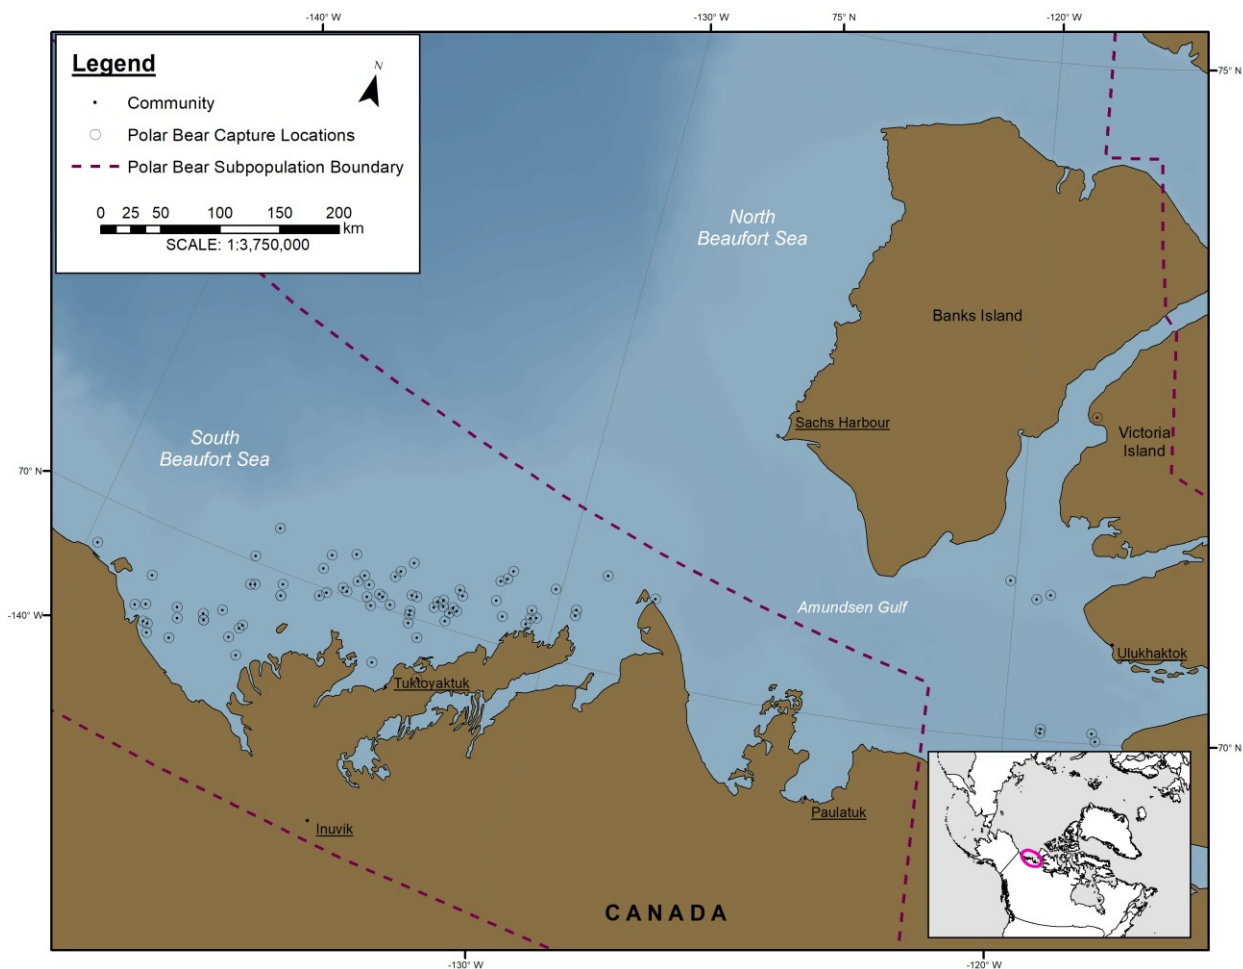 -140° W
-130° W
75° N
-120° W
Legend
N
Community
Polar Bear Capture Locations
Polar Bear Subpopulation Boundary
0 25 50 100 150 200
km
SCALE: 1:3,750,000
75° N
North
Beaufort Sea
Banks Island
Sachs Harbour
Victoria
Island
South
Beaufort Sea
70° N
Amundsen Gulf
-140° W
Ulukhaktok
Tuktoyaktuk
70° N
Paulatuk
Inuvik
CANADA
-130° W
-120° W